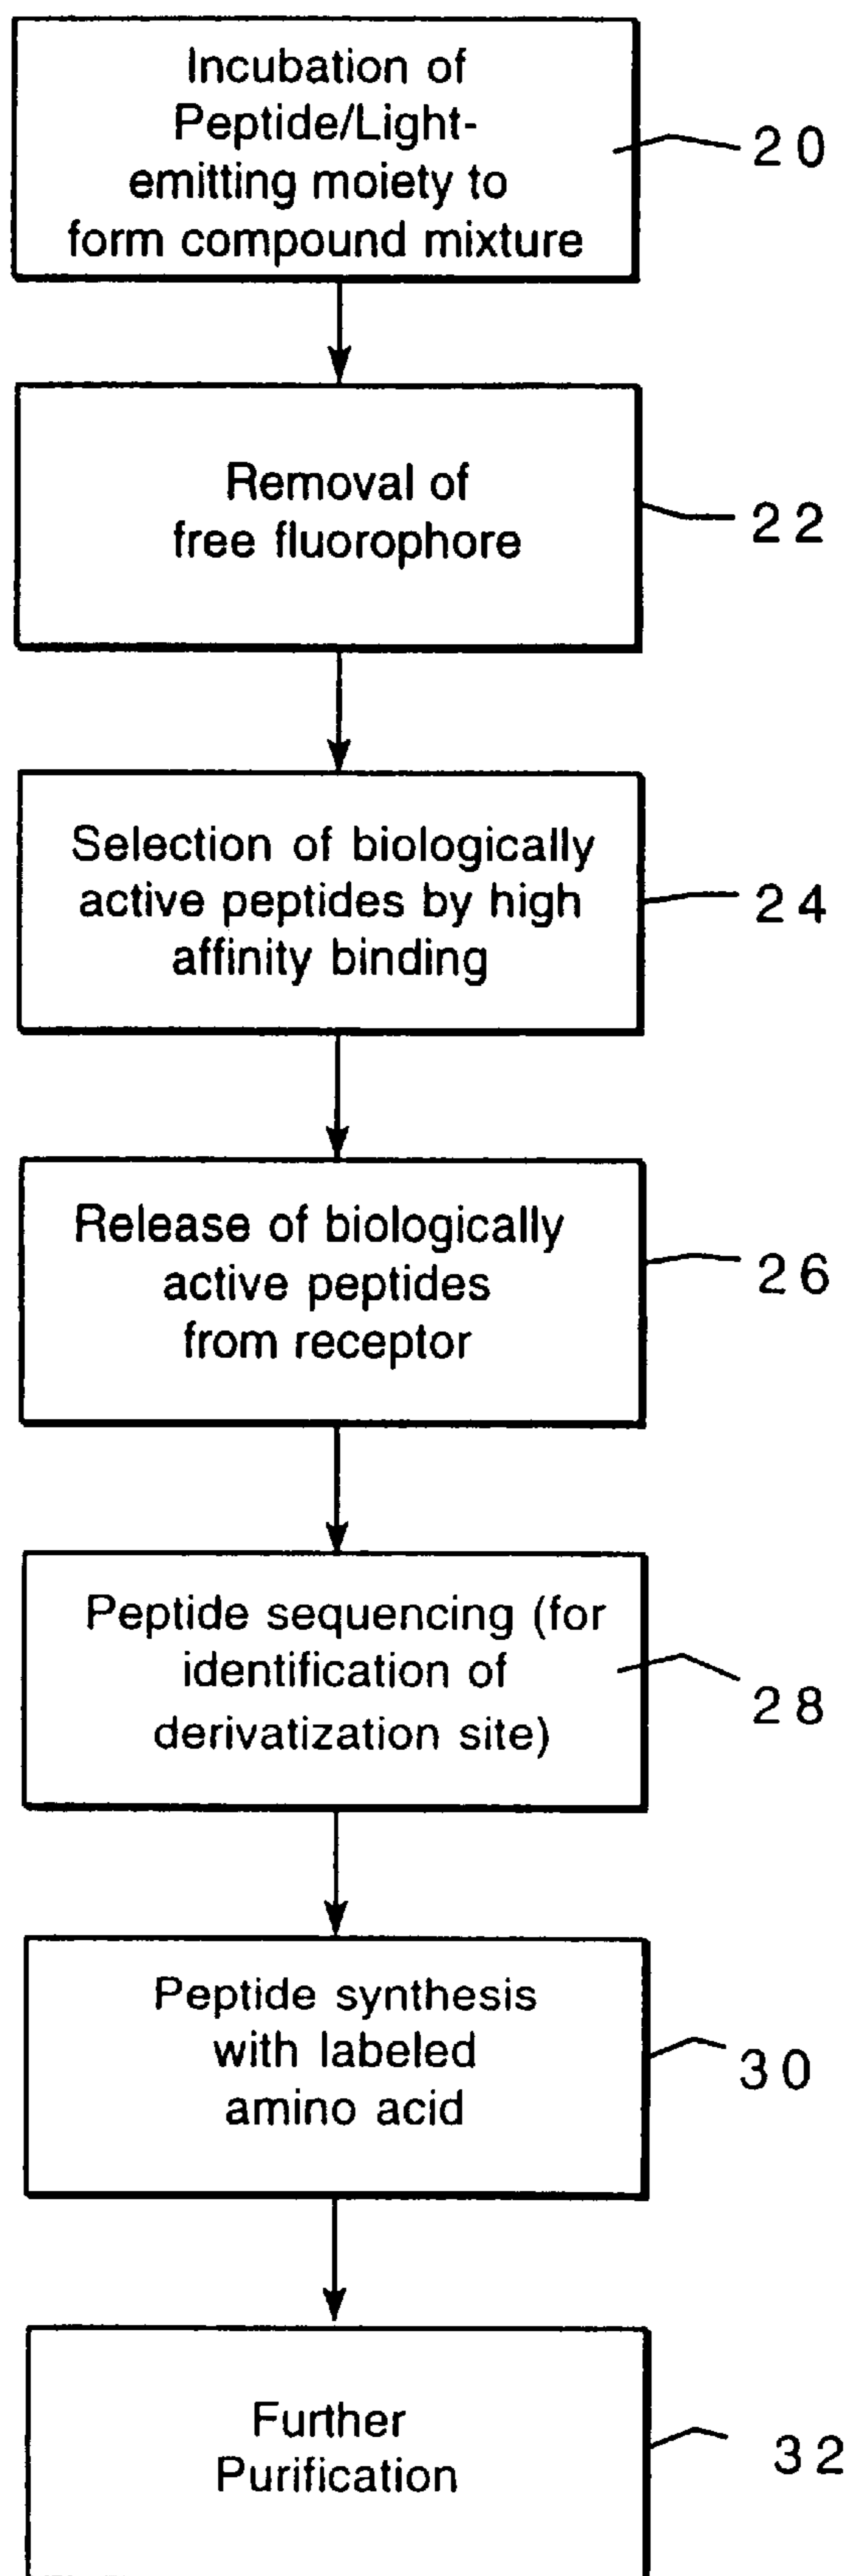 Incubation of
Peptide/Light-
emitting moiety to
form compound mixture
20
Removal of
free fluorophore
22
Selection of biologically
active peptides by high
affinity binding
24
Release of biologically
active peptides
from receptor
26
Peptide sequencing (for
identification of
derivatization site)
28
Peptide synthesis
with labeled
amino acid
30
Further
Purification
32